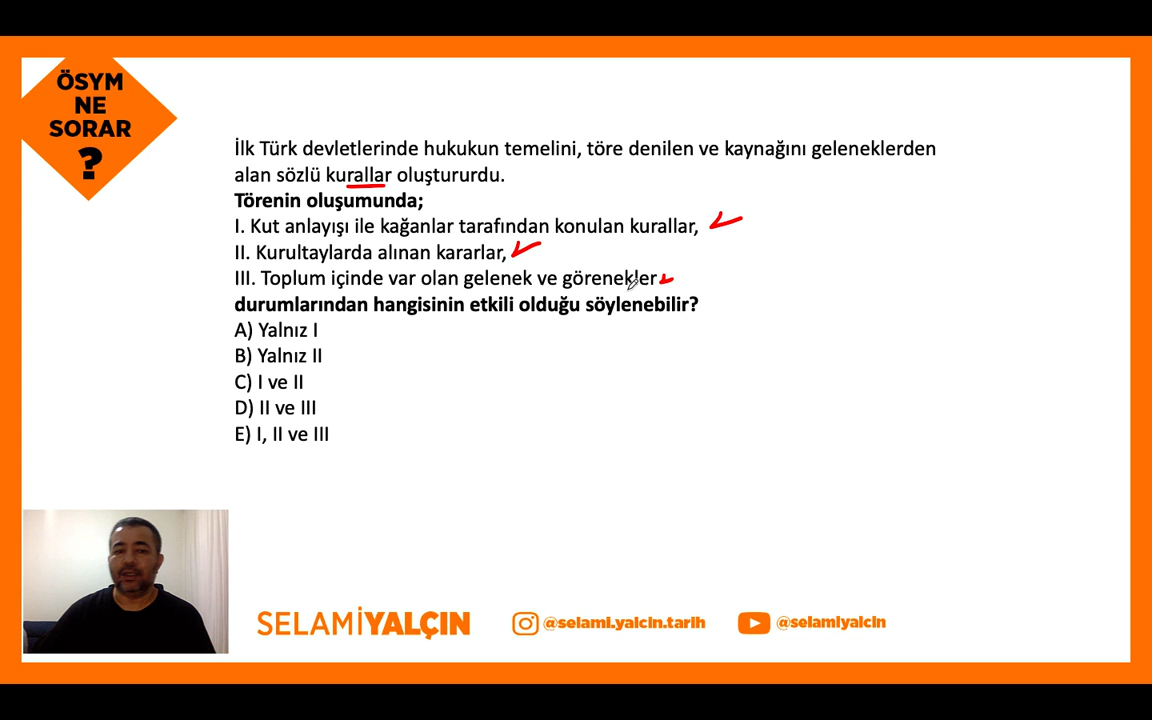 ÖSYM
NE
SORAR
?
İlk Türk devletlerinde hukukun temelini, töre denilen ve kaynağını geleneklerden
alan sözlü kurallar oluştururdu.
Törenin oluşumunda;
I. Kut anlayışı ile kağanlar tarafından konulan kurallar,
II. Kurultaylarda alınan kararlar,
III. Toplum içinde var olan gelenek ve görenekler
durumlarından hangisinin etkili olduğu söylenebilir?
A) Yalnız I
B) Yalnız II
C) I ve II
D) II ve III
E) I, II ve III
SELAMİYALÇIN
@selami.yalcin.tarih
@selamiyalcin